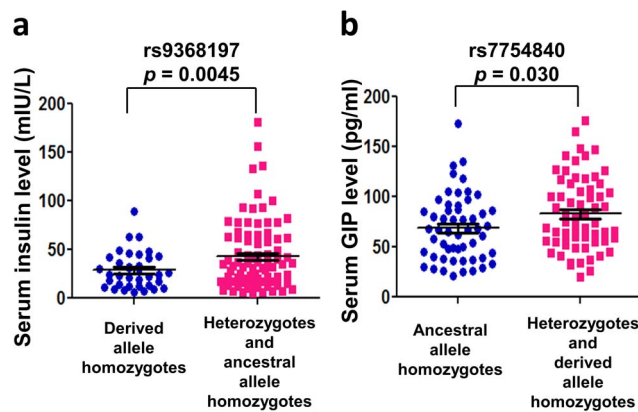 a
rs9368197
p = 0.0045
Serum insulin level (mIU/L)
200
150
100
50
0
Derived
allele
homozygotes
Heterozygotes
and
ancestral
allele
homozygotes
b
rs7754840
p = 0.030
Serum GIP level (pg/ml)
200
150
100
50
0
Ancestral
allele
homozygotes
Heterozygotes
and
derived
allele
homozygotes